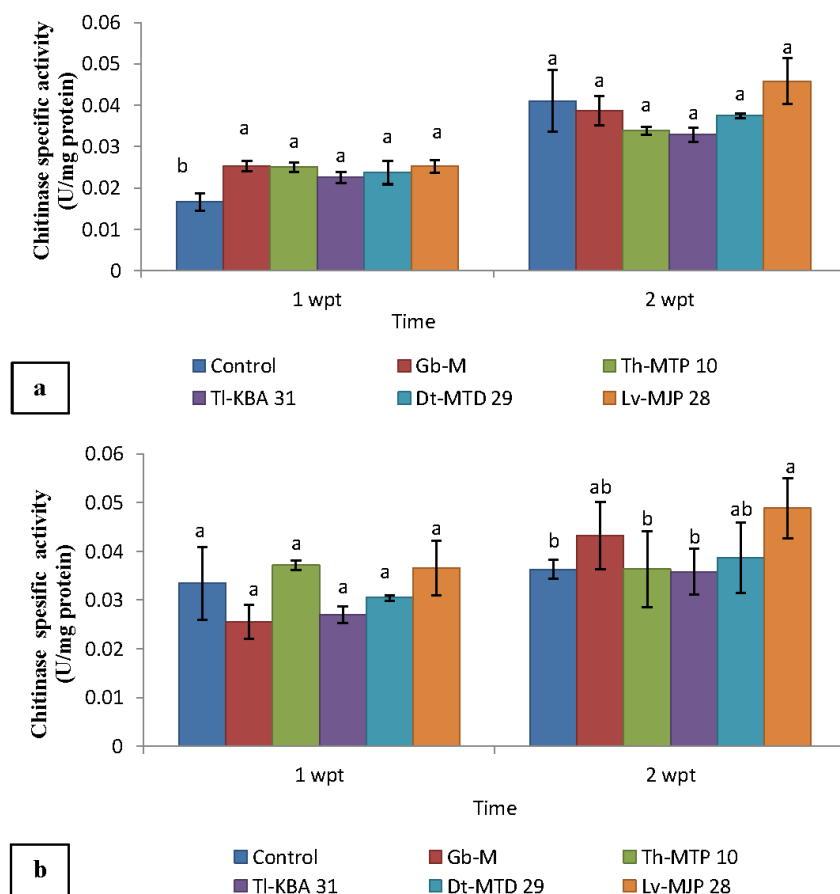 Chitinase specific activity
(U/mg protein)
0.06
0.05
0.04
0.03
0.02
0.01
0
b a a a a a
a a a a a a
1 wpt 2 wpt
Time
a
Control Gb-M Th-MTP 10
Tl-KBA 31 Dt-MTD 29 Lv-MJP 28
Chitinase spesific activity
(U/mg protein)
0.06
0.05
0.04
0.03
0.02
0.01
0
a a a a a a
b ab b b ab a
1 wpt 2 wpt
Time
b
Control Gb-M Th-MTP 10
Tl-KBA 31 Dt-MTD 29 Lv-MJP 28